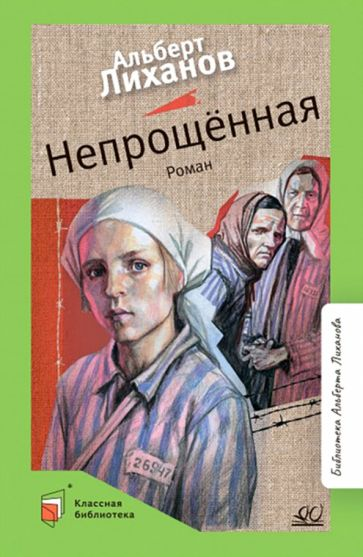 Альберт
Лиханов
Непрощённая
Роман
26947
Библиотека Альберта Лиханова
Классная
библиотека